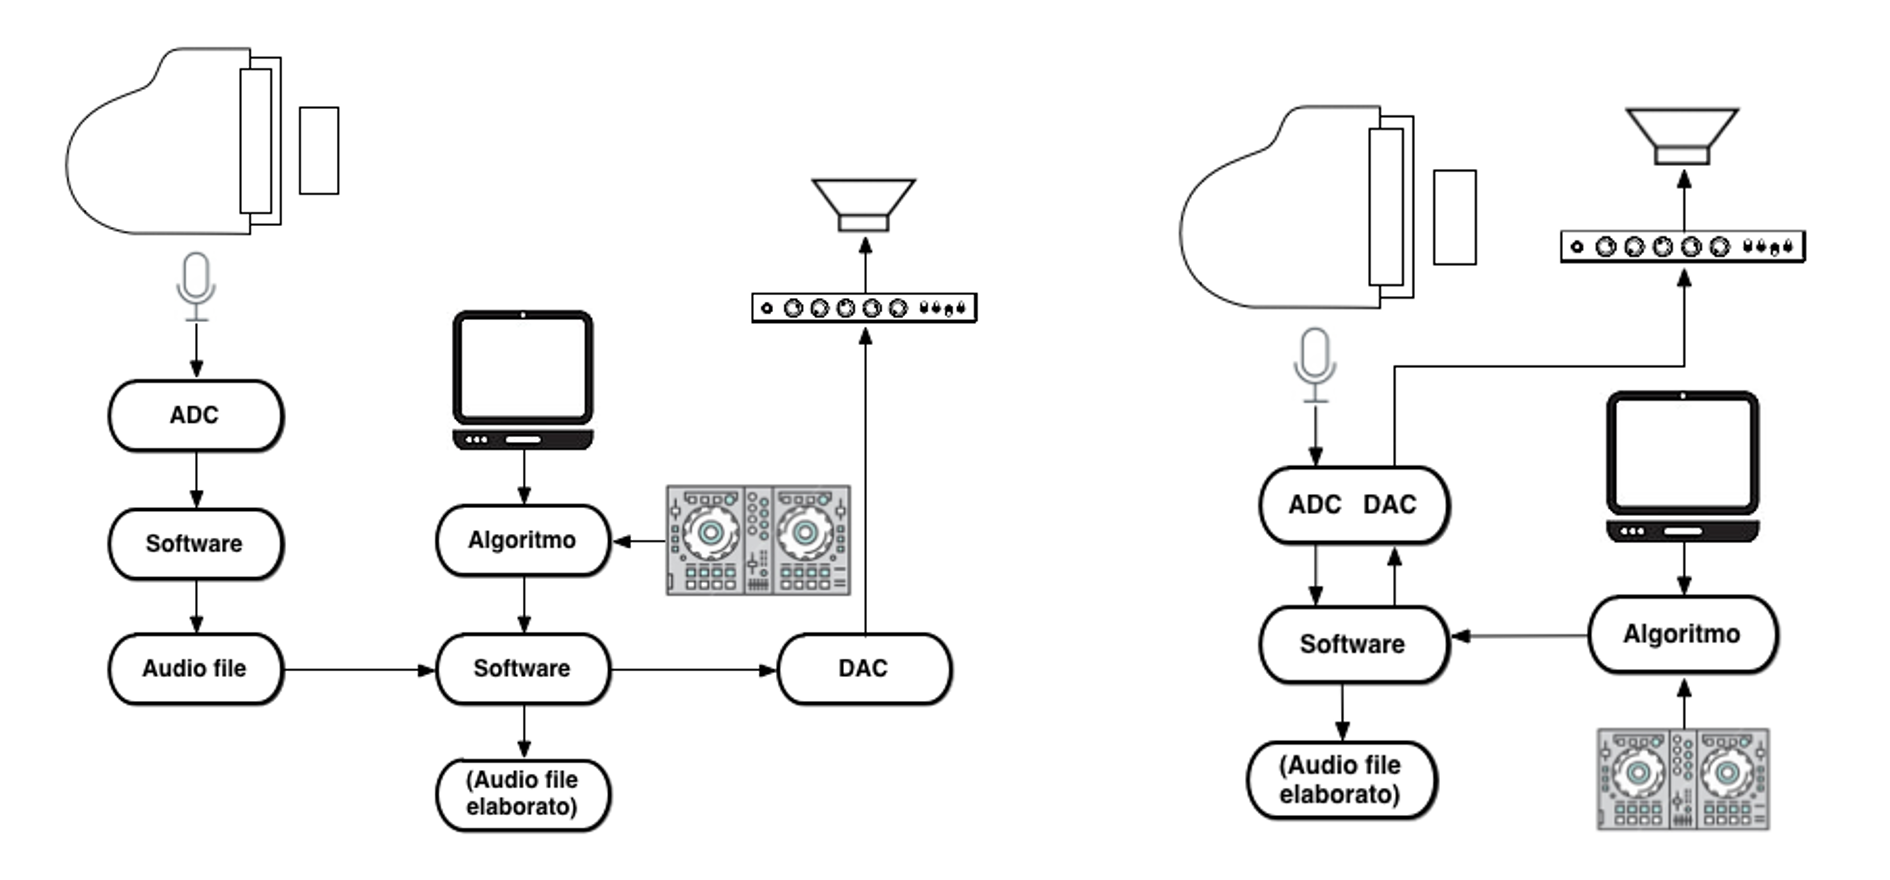 ADC
Software
Audio file
Algoritmo
Software
(Audio file
elaborato)
DAC
ADC DAC
Software
(Audio file
elaborato)
Algoritmo